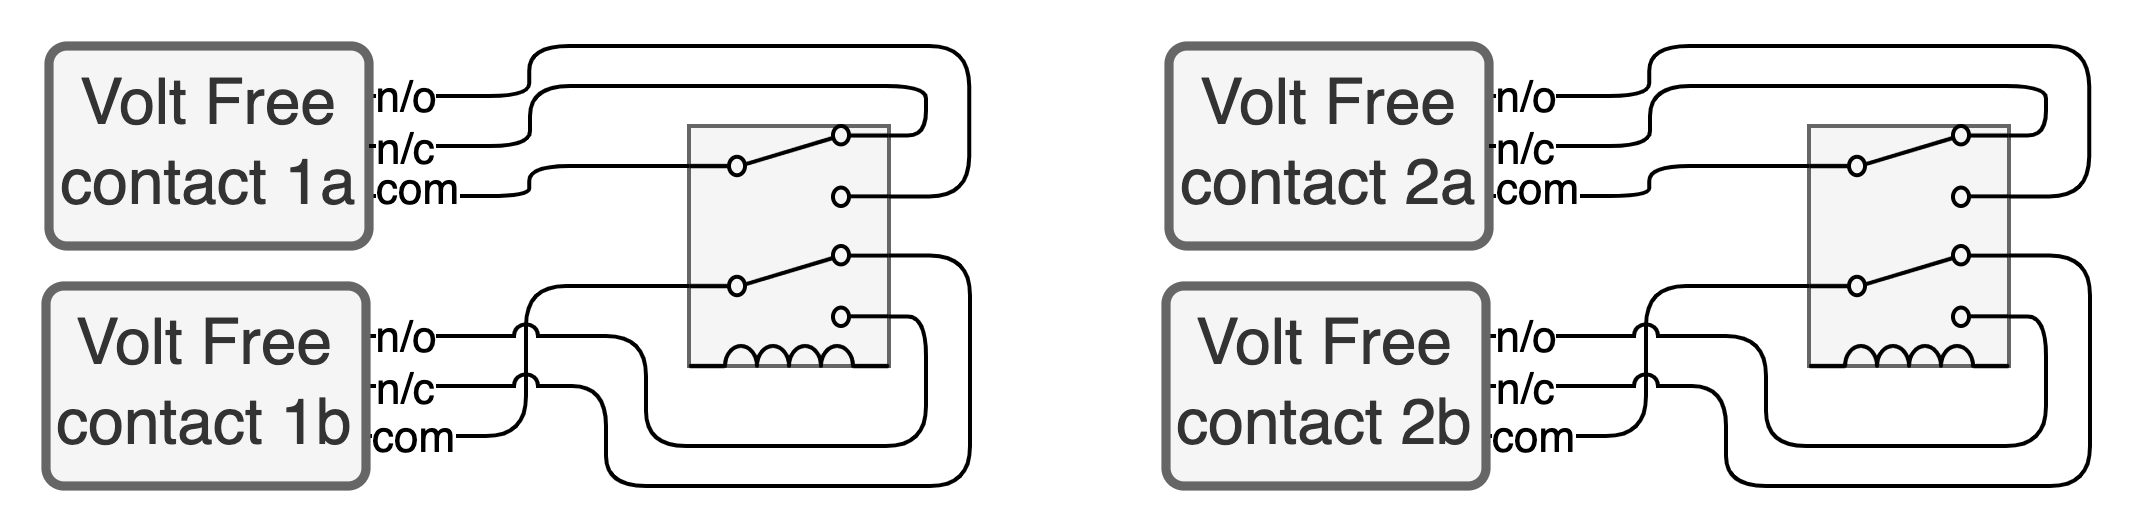 Volt Free
contact 1a
n/o
n/c
com
Volt Free
contact 1b
n/o
n/c
com
Volt Free
contact 2a
n/o
n/c
com
Volt Free
contact 2b
n/o
n/c
com